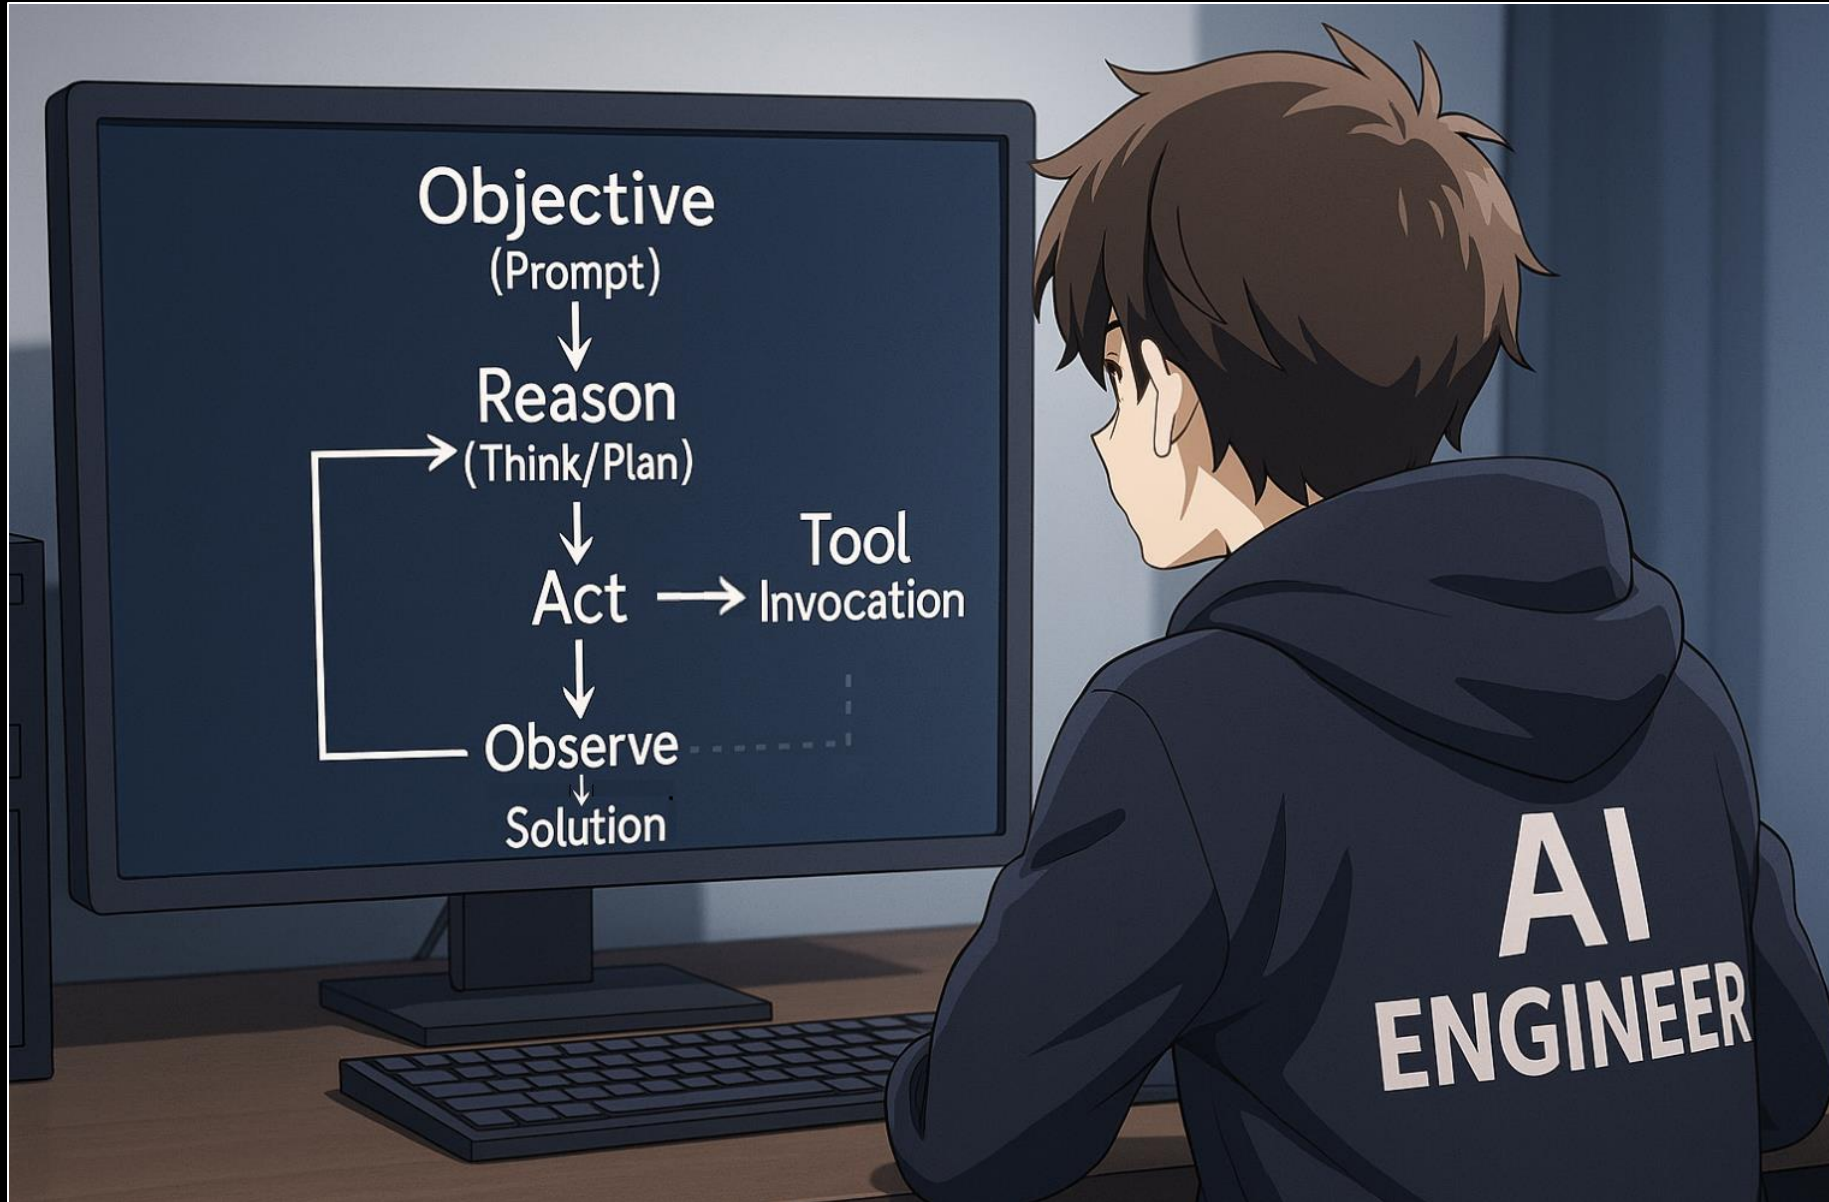 Objective
(Prompt)
Reason
(Think/Plan)
Act
Tool
Invocation
Observe
Solution
AI
ENGINEER